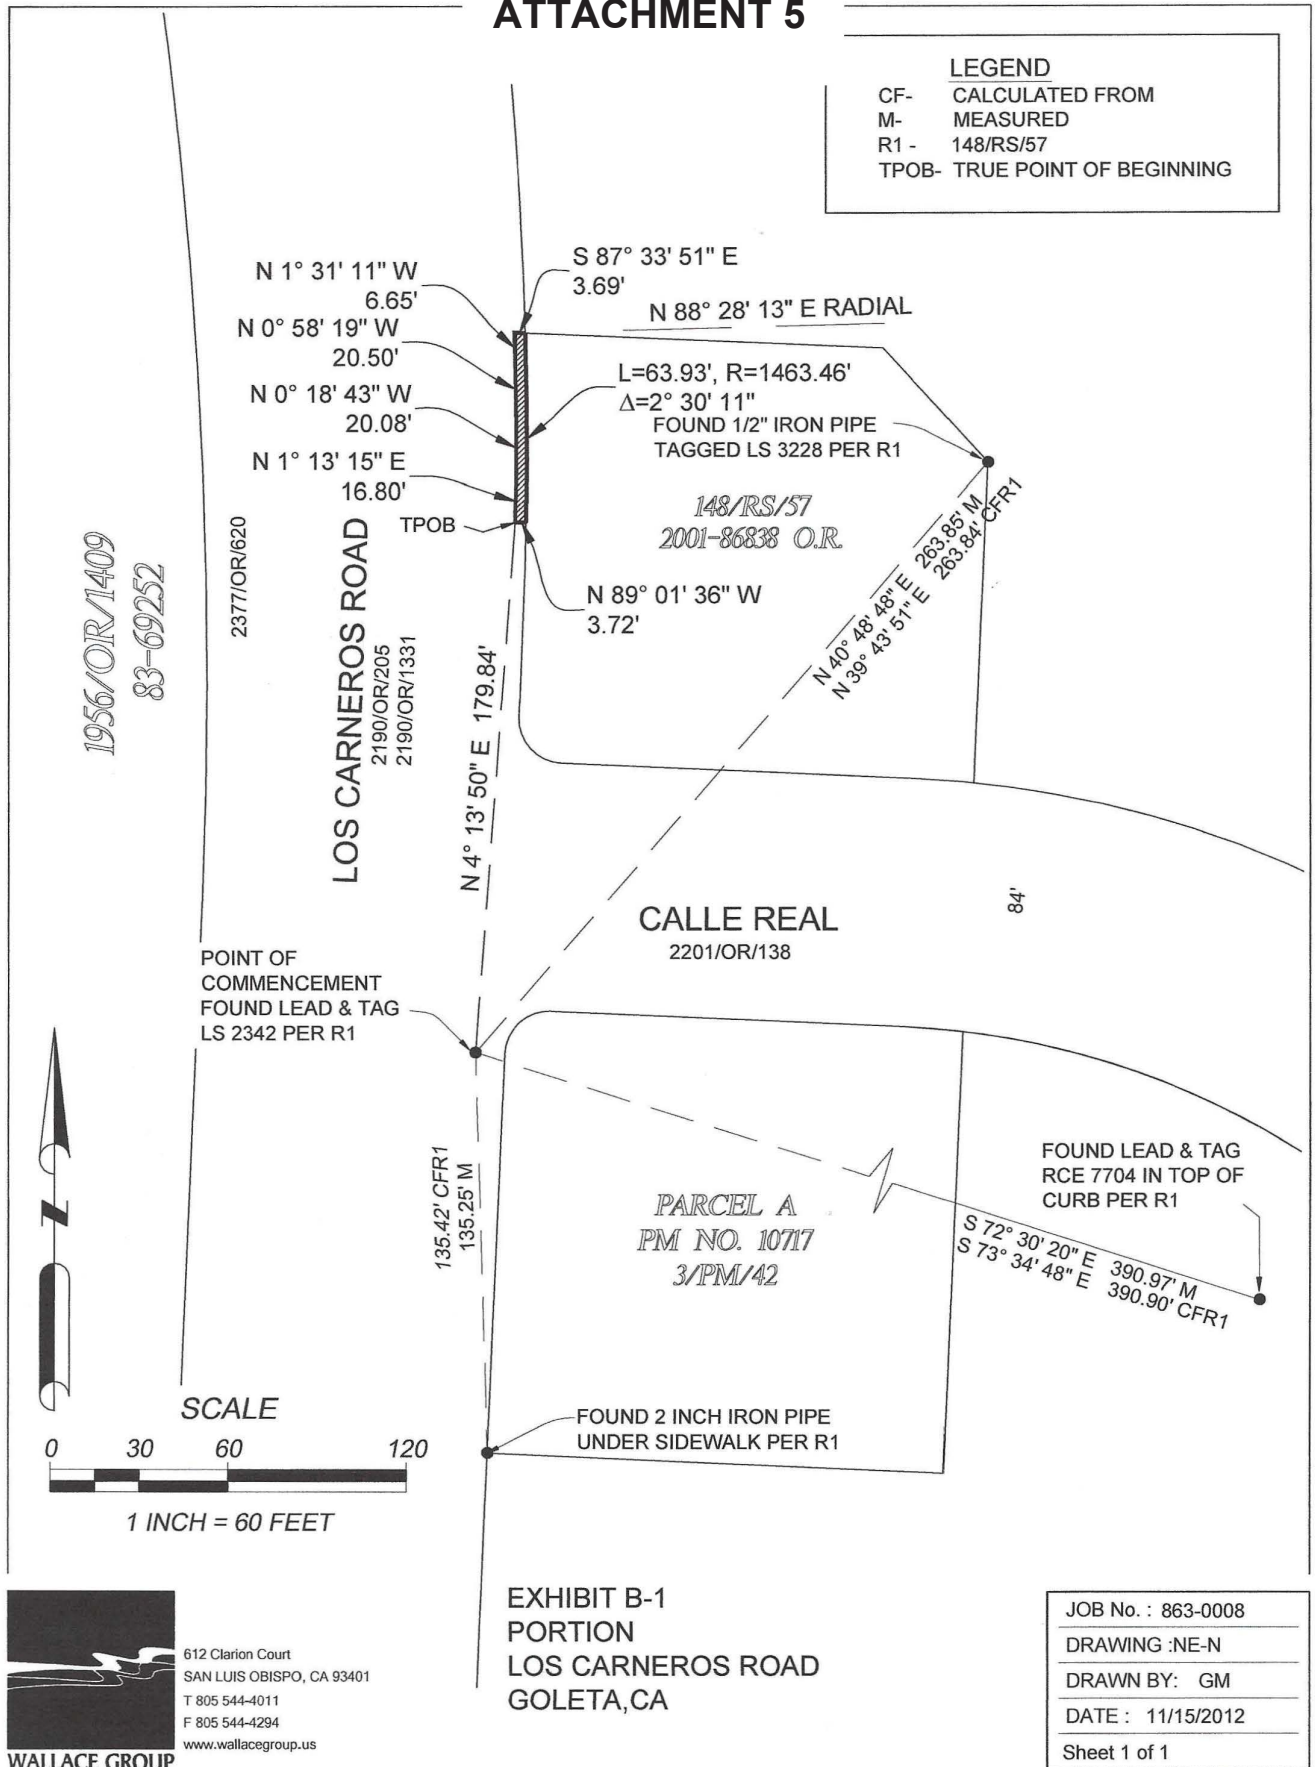 ATTACHMENT 5
LEGEND
CF- CALCULATED FROM
M- MEASURED
R1 - 148/RS/57
TPOB- TRUE POINT OF BEGINNING
N 1° 31' 11" W
6.65'
N 0° 58' 19" W
20.50'
N 0° 18' 43" W
20.08'
N 1° 13' 15" E
16.80'
TPOB
S 87° 33' 51" E
3.69'
N 88° 28' 13" E RADIAL
L=63.93', R=1463.46'
Δ=2° 30' 11"
FOUND 1/2" IRON PIPE
TAGGED LS 3228 PER R1
148/RS/57
2001-86838 O.R.
N 89° 01' 36" W
3.72'
N 40° 48' 48" E 263.85' M
N 39° 43' 51" E 263.84' CFR1
1956/OR/1409
83-69252
2377/OR/620
LOS CARNEROS ROAD
2190/OR/205
2190/OR/1331
N 4° 13' 50" E 179.84'
CALLE REAL
2201/OR/138
84'
POINT OF
COMMENCEMENT
FOUND LEAD & TAG
LS 2342 PER R1
135.42' CFR1
135.25' M
PARCEL A
PM NO. 10717
3/PM/42
FOUND LEAD & TAG
RCE 7704 IN TOP OF
CURB PER R1
S 72° 30' 20" E 390.97' M
S 73° 34' 48" E 390.90' CFR1
FOUND 2 INCH IRON PIPE
UNDER SIDEWALK PER R1
N
SCALE
0 30 60 120
1 INCH = 60 FEET
612 Clarion Court
SAN LUIS OBISPO, CA 93401
T 805 544-4011
F 805 544-4294
www.wallacegroup.us
WALLACE GROUP
EXHIBIT B-1
PORTION
LOS CARNEROS ROAD
GOLETA,CA
JOB No. : 863-0008
DRAWING :NE-N
DRAWN BY: GM
DATE : 11/15/2012
Sheet 1 of 1